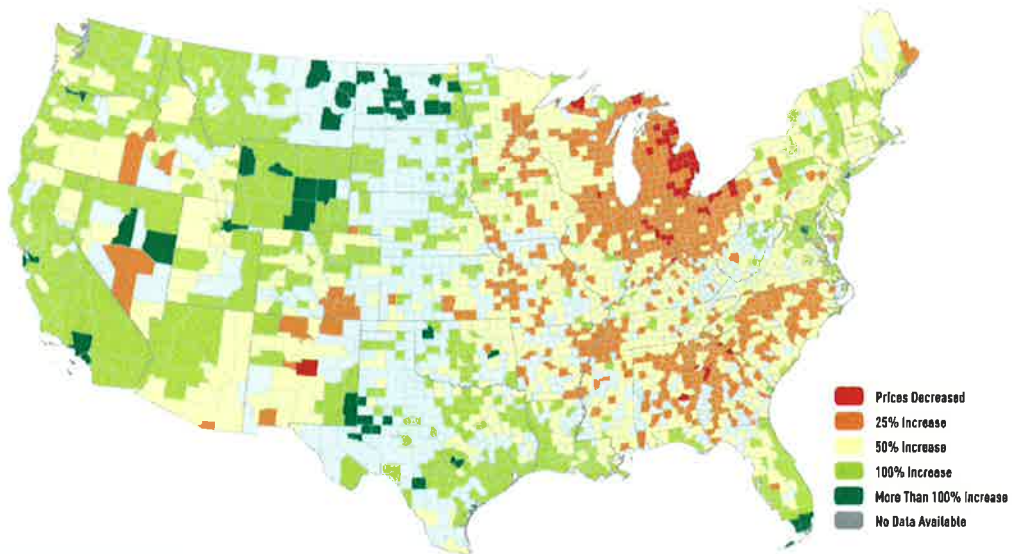 Prices Decreased
25% Increase
50% Increase
100% Increase
More Than 100% Increase
No Data Available